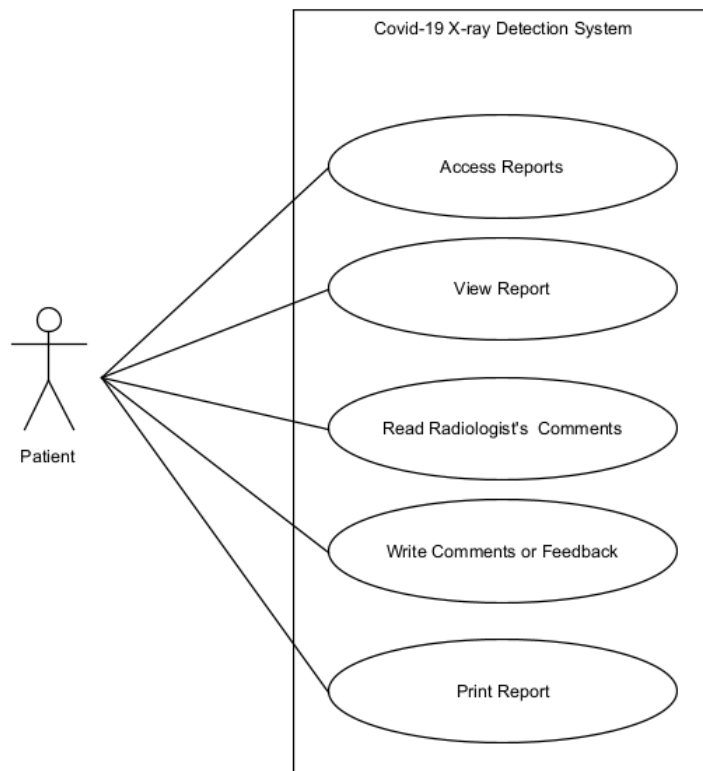 Covid-19 X-ray Detection System
Access Reports
View Report
Read Radiologist's  Comments
Patient
Write Comments or Feedback
Print Report